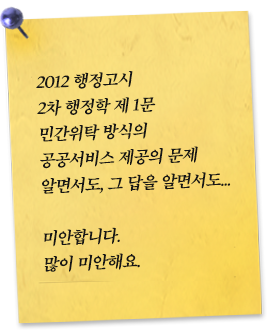 2012 행정고시
2차 행정학 제 1문
민간위탁 방식의
공공서비스 제공의 문제
알면서도, 그 답을 알면서도...
미안합니다.
많이 미안해요.